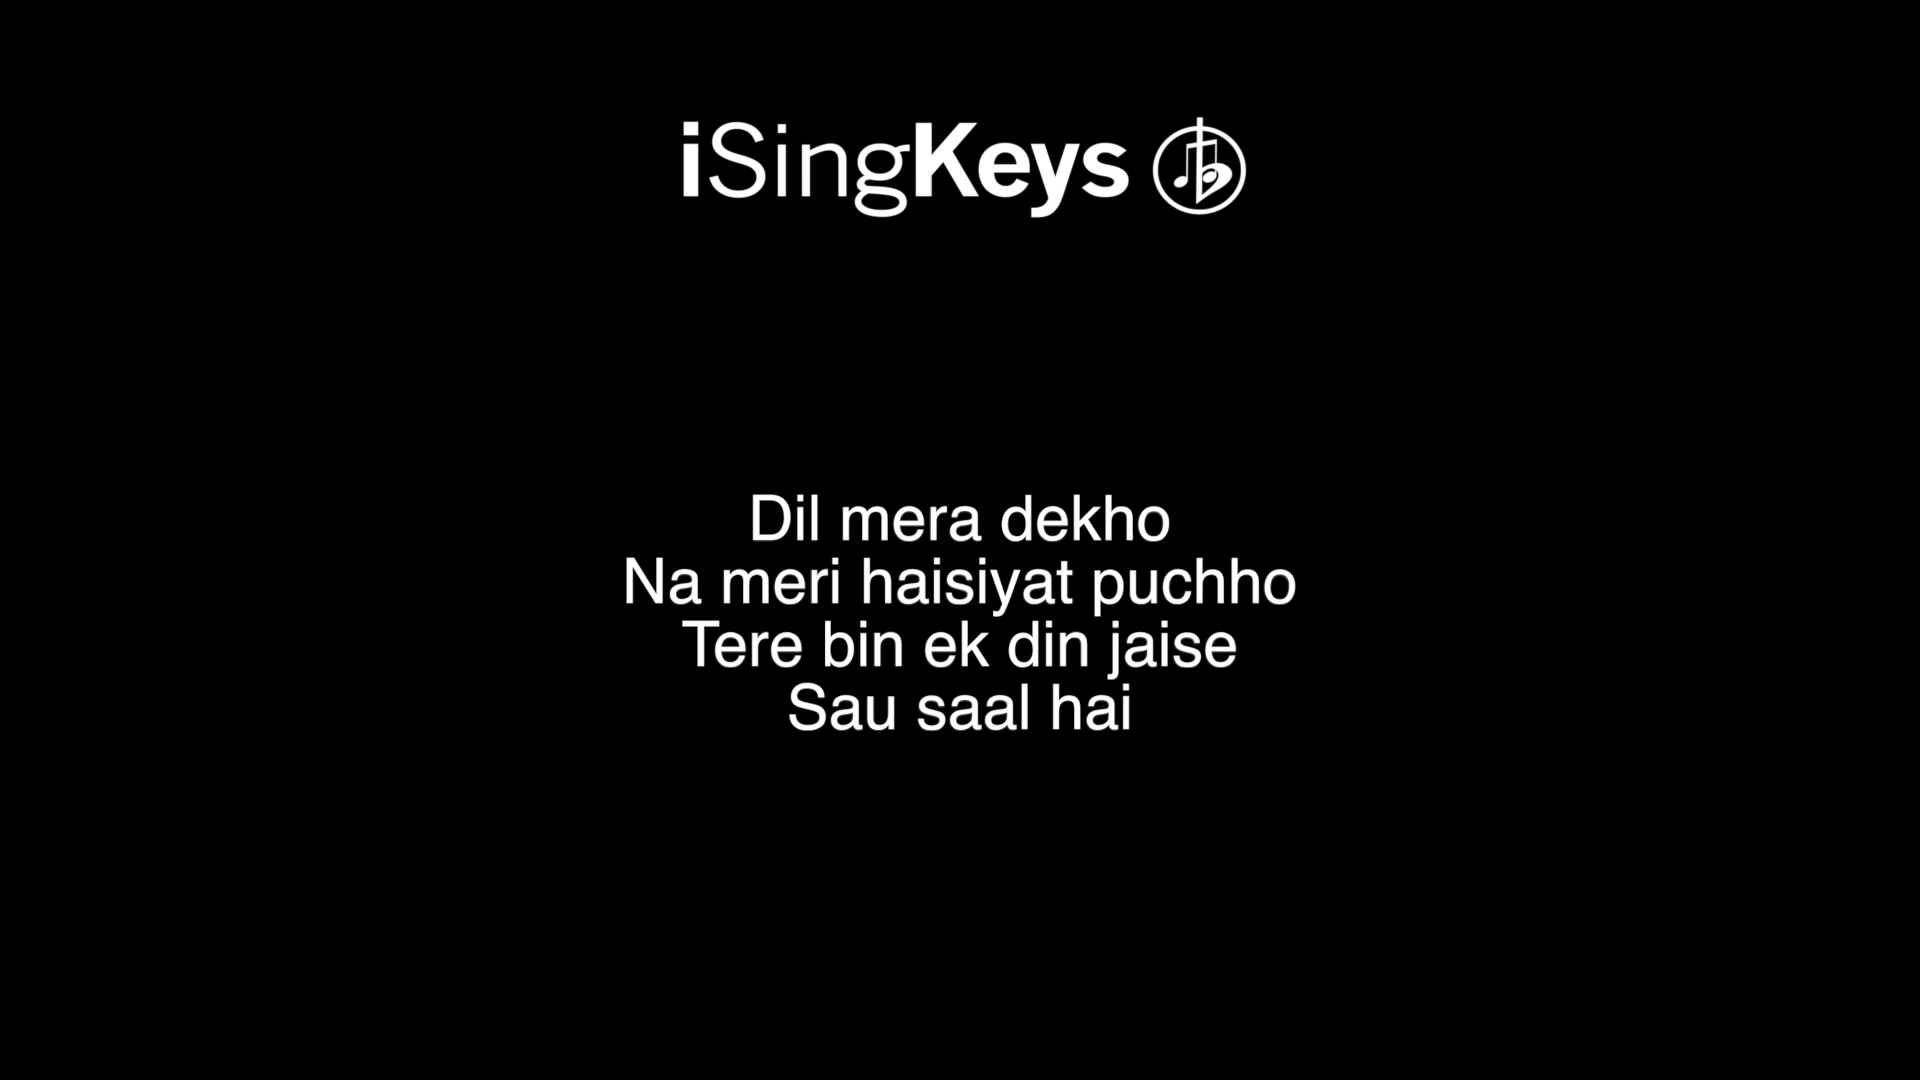 iSingKeys
Dil mera dekho
Na meri haisiyat puchho
Tere bin ek din jaise
Sau saal hai